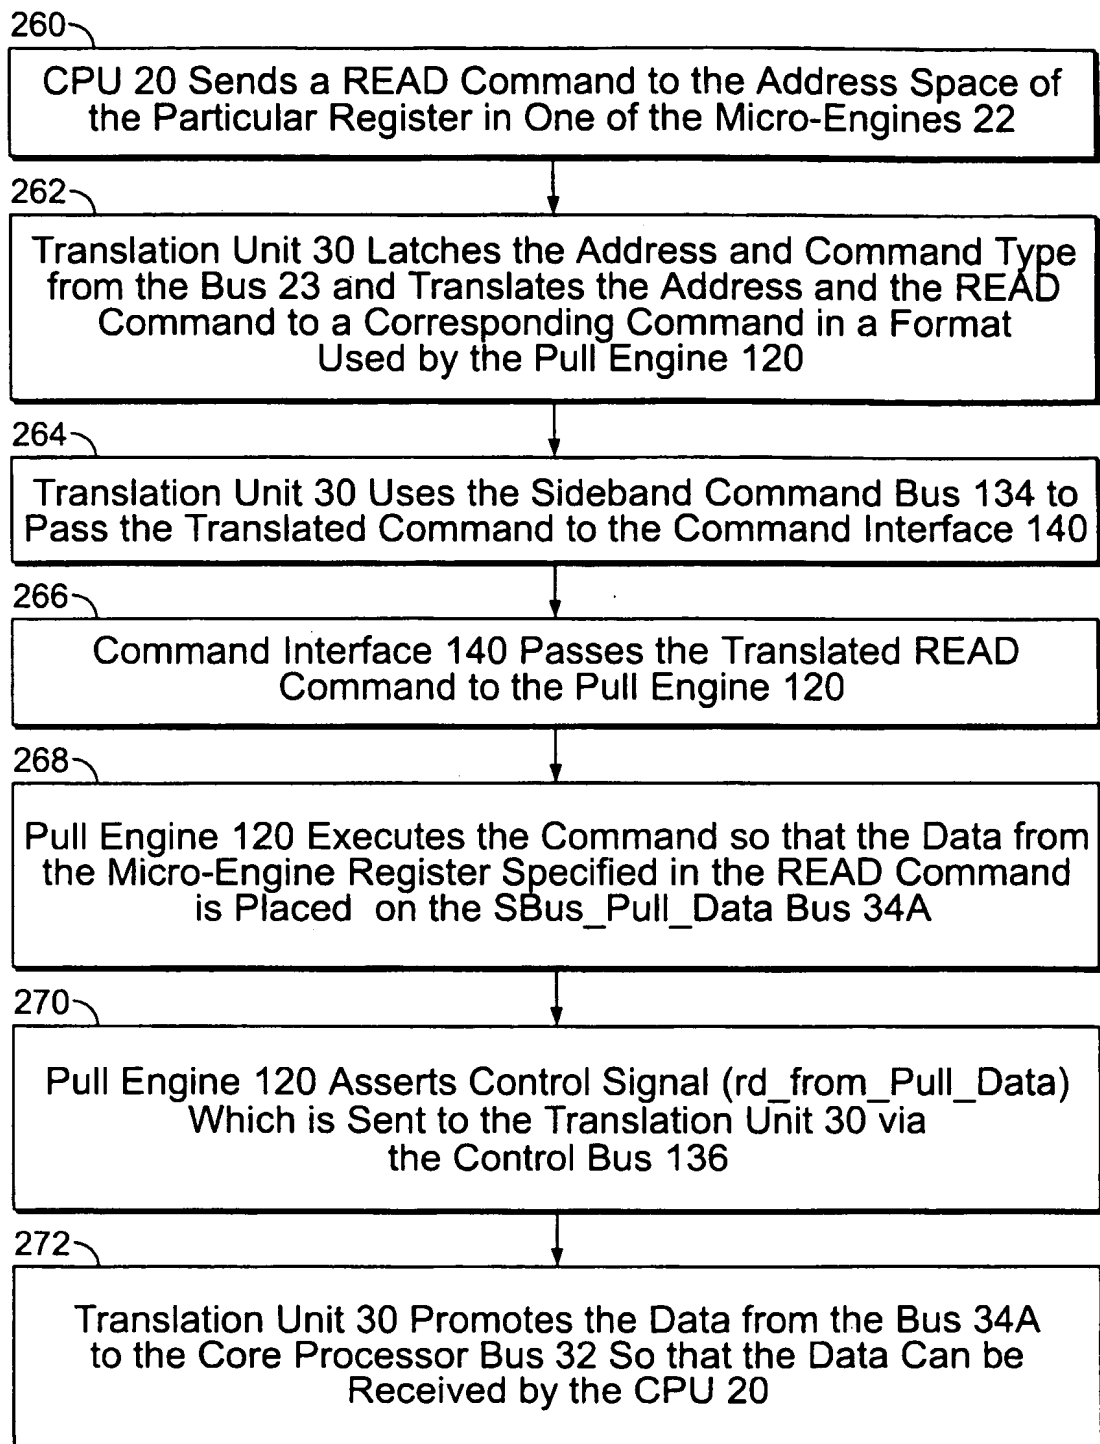 260
CPU 20 Sends a READ Command to the Address Space of
the Particular Register in One of the Micro-Engines 22
262
Translation Unit 30 Latches the Address and Command Type
from the Bus 23 and Translates the Address and the READ
Command to a Corresponding Command in a Format
Used by the Pull Engine 120
264
Translation Unit 30 Uses the Sideband Command Bus 134 to
Pass the Translated Command to the Command Interface 140
266
Command Interface 140 Passes the Translated READ
Command to the Pull Engine 120
268
Pull Engine 120 Executes the Command so that the Data from
the Micro-Engine Register Specified in the READ Command
is Placed on the SBus_Pull_Data Bus 34A
270
Pull Engine 120 Asserts Control Signal (rd_from_Pull_Data)
Which is Sent to the Translation Unit 30 via
the Control Bus 136
272
Translation Unit 30 Promotes the Data from the Bus 34A
to the Core Processor Bus 32 So that the Data Can be
Received by the CPU 20